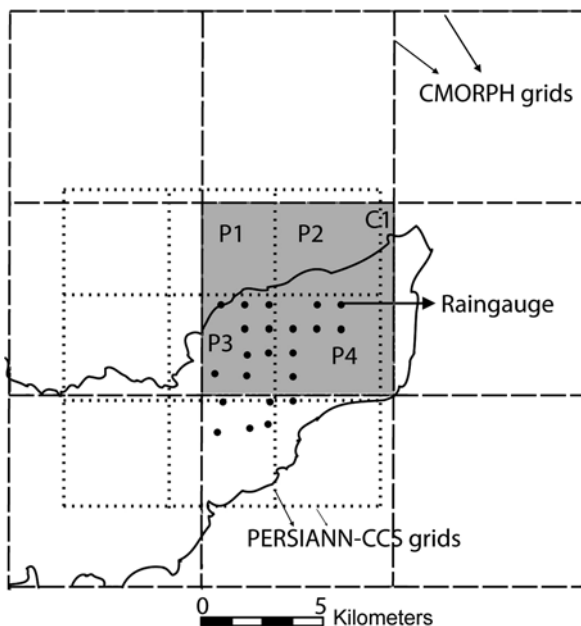 CMORPH grids
C1
P1 P2
Raingauge
P3 P4
PERSIANN-CCS grids
0 5
Kilometers